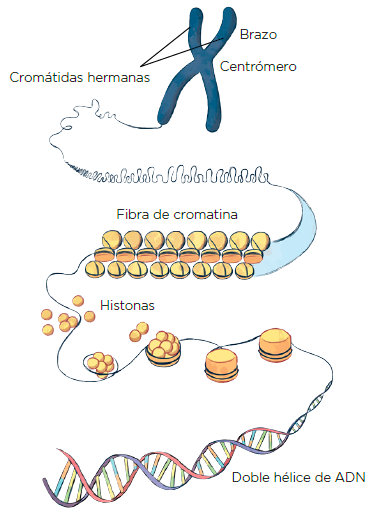 Brazo
Cromátidas hermanas
Centrómero
Fibra de cromatina
Histonas
Doble hélice de ADN